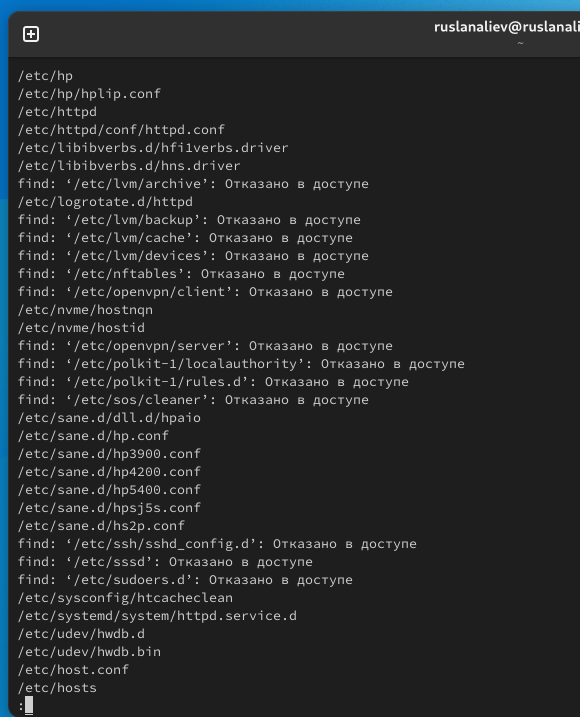 ruslanaliev@ruslanali
~
/etc/hp
/etc/hp/hplip.conf
/etc/httpd
/etc/httpd/conf/httpd.conf
/etc/libibverbs.d/hfi1verbs.driver
/etc/libibverbs.d/hns.driver
find: ‘/etc/lvm/archive’: Отказано в доступе
/etc/logrotate.d/httpd
find: ‘/etc/lvm/backup’: Отказано в доступе
find: ‘/etc/lvm/cache’: Отказано в доступе
find: ‘/etc/lvm/devices’: Отказано в доступе
find: ‘/etc/nftables’: Отказано в доступе
find: ‘/etc/openvpn/client’: Отказано в доступе
/etc/nvme/hostnqn
/etc/nvme/hostid
find: ‘/etc/openvpn/server’: Отказано в доступе
find: ‘/etc/polkit-1/localauthority’: Отказано в доступе
find: ‘/etc/polkit-1/rules.d’: Отказано в доступе
find: ‘/etc/sos/cleaner’: Отказано в доступе
/etc/sane.d/dll.d/hpaio
/etc/sane.d/hp.conf
/etc/sane.d/hp3900.conf
/etc/sane.d/hp4200.conf
/etc/sane.d/hp5400.conf
/etc/sane.d/hpsj5s.conf
/etc/sane.d/hs2p.conf
find: ‘/etc/ssh/sshd_config.d’: Отказано в доступе
find: ‘/etc/sssd’: Отказано в доступе
find: ‘/etc/sudoers.d’: Отказано в доступе
/etc/sysconfig/htcacheclean
/etc/systemd/system/httpd.service.d
/etc/udev/hwdb.d
/etc/udev/hwdb.bin
/etc/host.conf
/etc/hosts
: